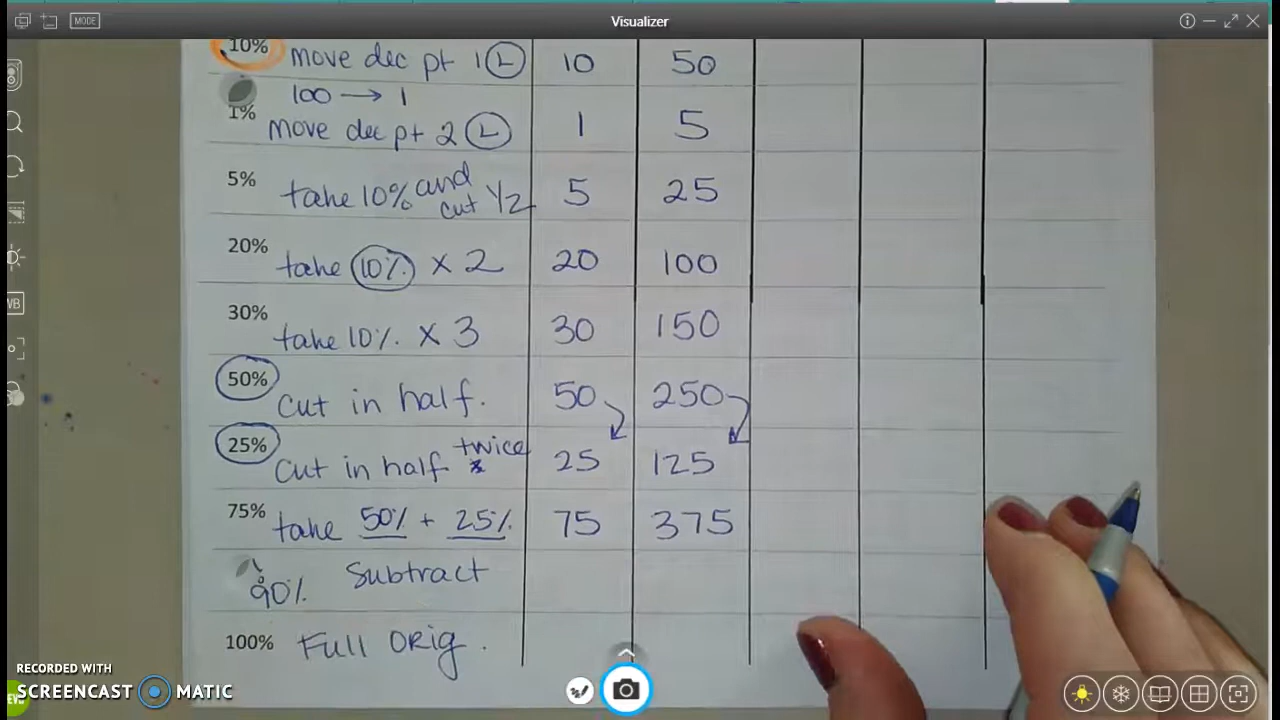 MODE
Visualizer
10% move dec pt 1 L 10 50
100 → 1
1% move dec pt 2 L 1 5
5% take 10% and cut 1/2 5 25
20% take 10% x 2 20 100
30% take 10% x 3 30 150
50% cut in half. 50 250
25% cut in half twice 25 125
75% take 50% + 25% 75 375
90% Subtract
100% Full Orig.
WB
RECORDED WITH
SCREENCAST MATIC